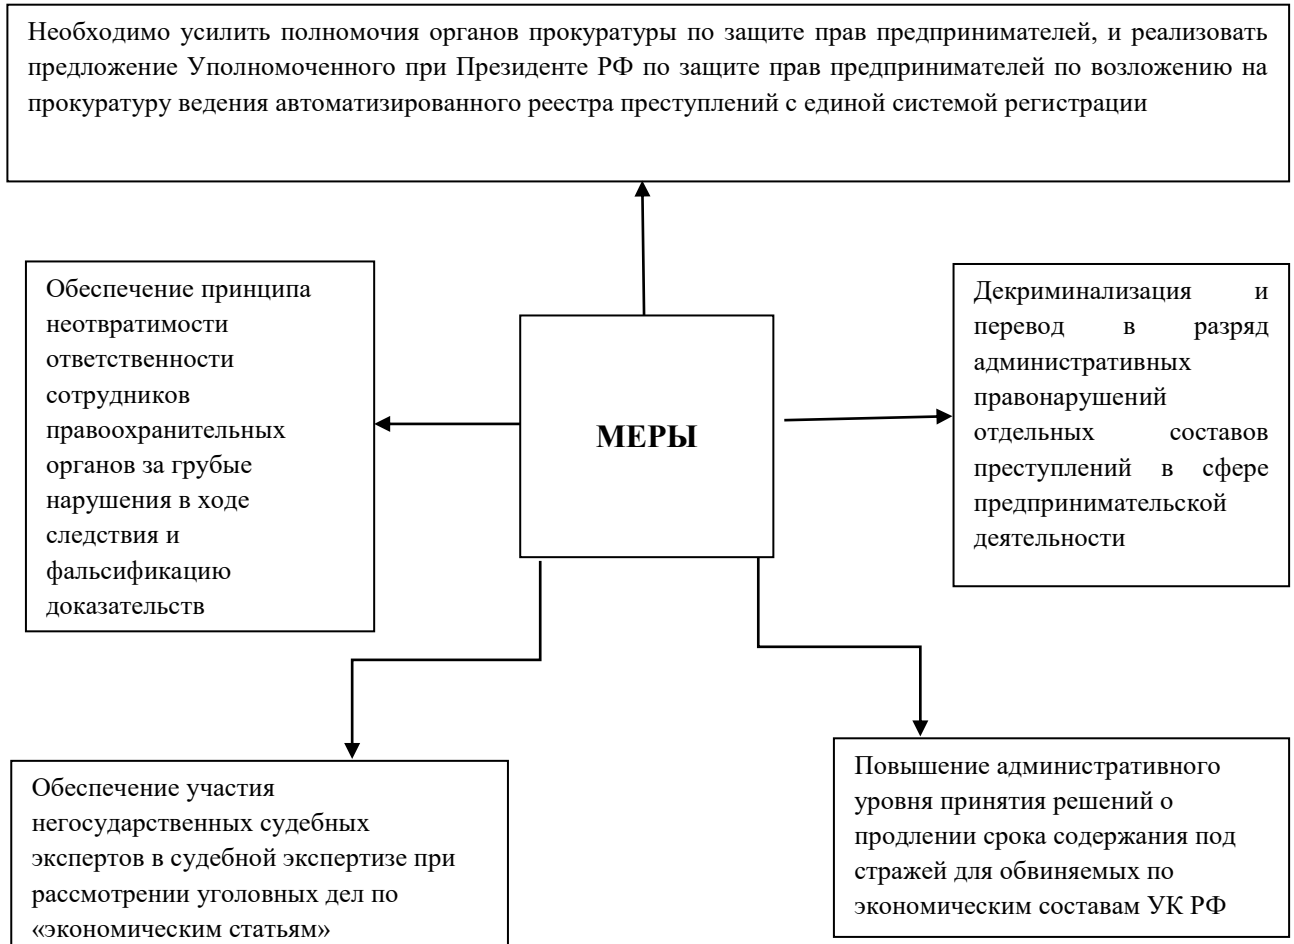 Необходимо усилить полномочия органов прокуратуры по защите прав предпринимателей, и реализовать
предложение Уполномоченного при Президенте РФ по защите прав предпринимателей по возложению на
прокуратуру ведения автоматизированного реестра преступлений с единой системой регистрации
Обеспечение принципа
неотвратимости
ответственности
сотрудников
правоохранительных
органов за грубые
нарушения в ходе
следствия и
фальсификацию
доказательств
МЕРЫ
Декриминализация и
перевод в разряд
административных
правонарушений
отдельных составов
преступлений в сфере
предпринимательской
деятельности
Обеспечение участия
негосударственных судебных
экспертов в судебной экспертизе при
рассмотрении уголовных дел по
«экономическим статьям»
Повышение административного
уровня принятия решений о
продлении срока содержания под
стражей для обвиняемых по
экономическим составам УК РФ